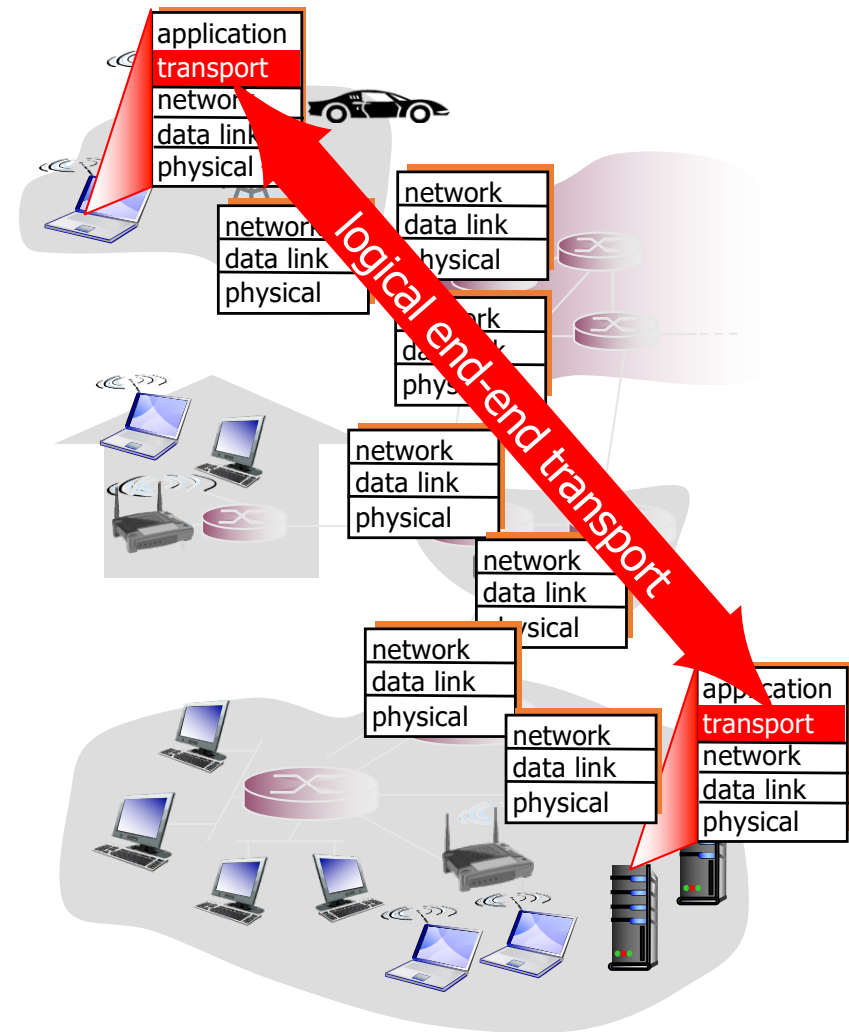 application
transport
network
data link
physical
network
data link
physical
network
data link
physical
logical end-end transport
network
data link
physical
network
data link
physical
network
data link
physical
network
data link
physical
application
transport
network
data link
physical